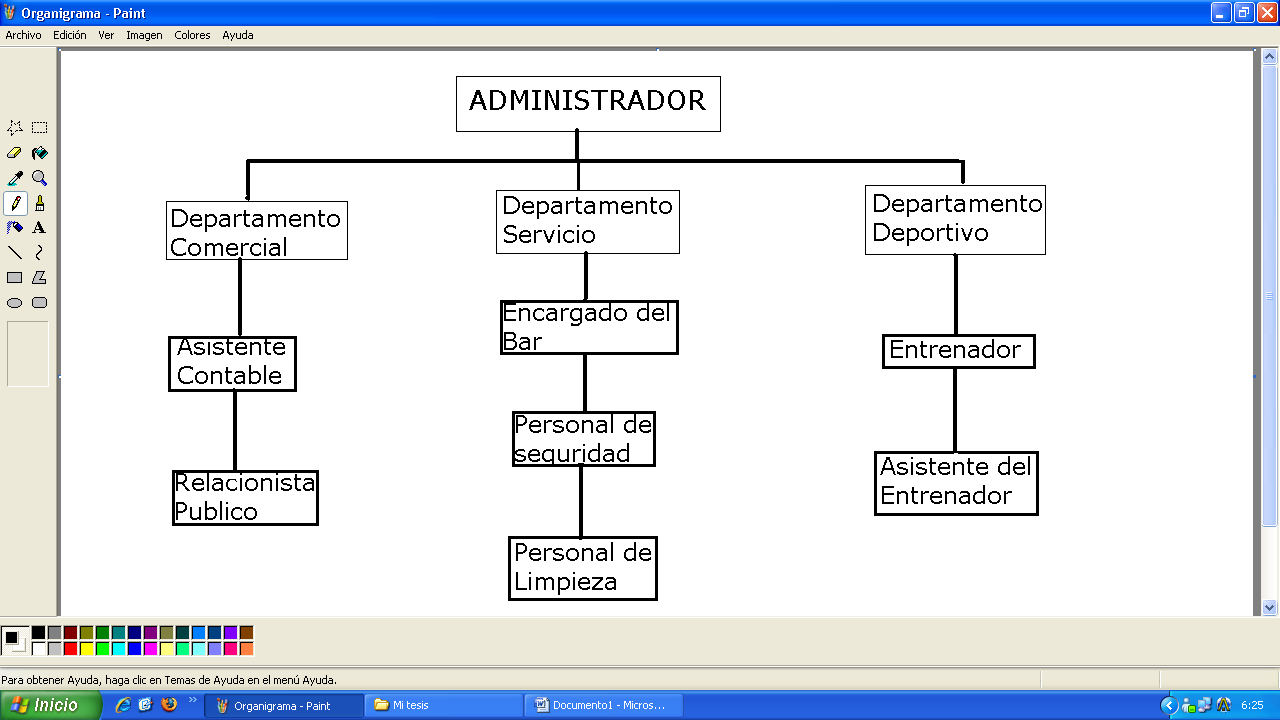 Organigrama - Paint
Archivo Edición Ver Imagen Colores Ayuda
ADMINISTRADOR
Departamento
Comercial
Departamento
Servicio
Departamento
Deportivo
Asistente
Contable
Encargado del
Bar
Entrenador
Personal de
seguridad
Relacionista
Publico
Asistente del
Entrenador
Personal de
Limpieza
Para obtener Ayuda, haga clic en Temas de Ayuda en el menú Ayuda.
Inicio
Organigrama - Paint
Mi tesis
Documento1 - Micros...
6:25